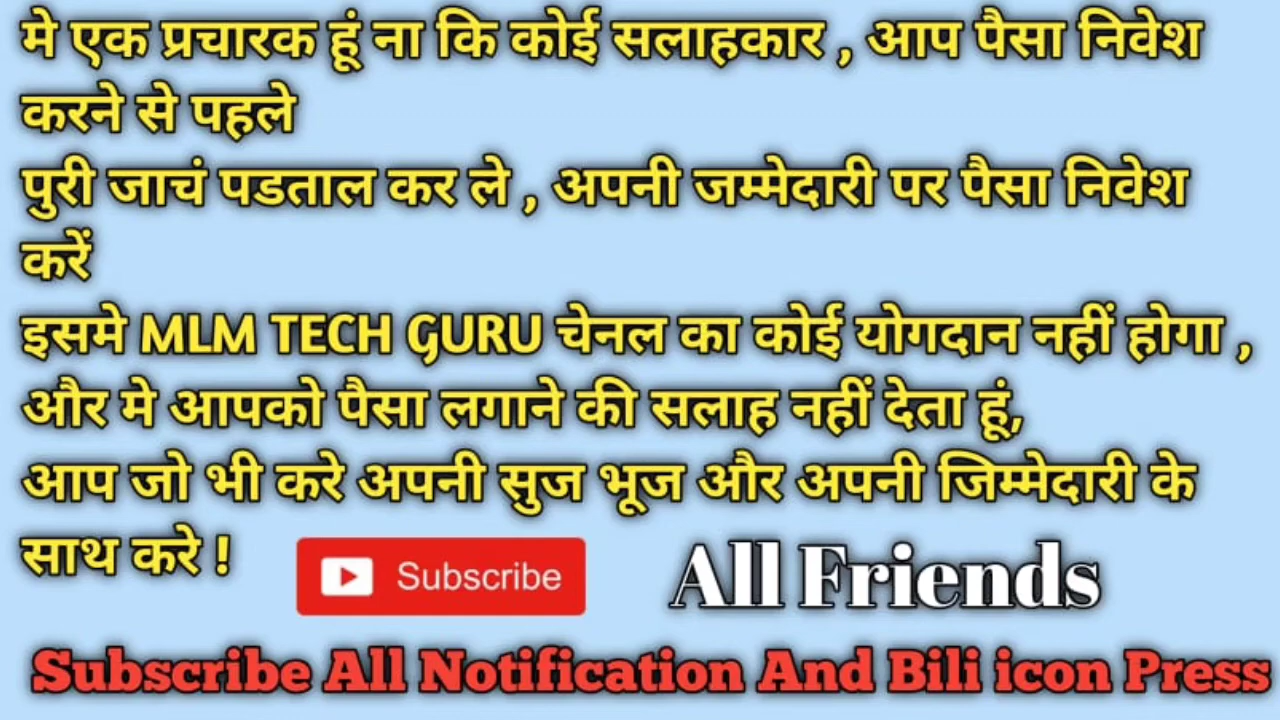 मे एक प्रचारक हूं ना कि कोई सलाहकार , आप पैसा निवेश
करने से पहले
पुरी जाचं पडताल कर ले , अपनी जम्मेदारी पर पैसा निवेश
करें
इसमे MLM TECH GURU चेनल का कोई योगदान नहीं होगा ,
और मे आपको पैसा लगाने की सलाह नहीं देता हूं,
आप जो भी करे अपनी सुज भूज और अपनी जिम्मेदारी के
साथ करे !
Subscribe All Friends
Subscribe All Notification And Bili icon Press